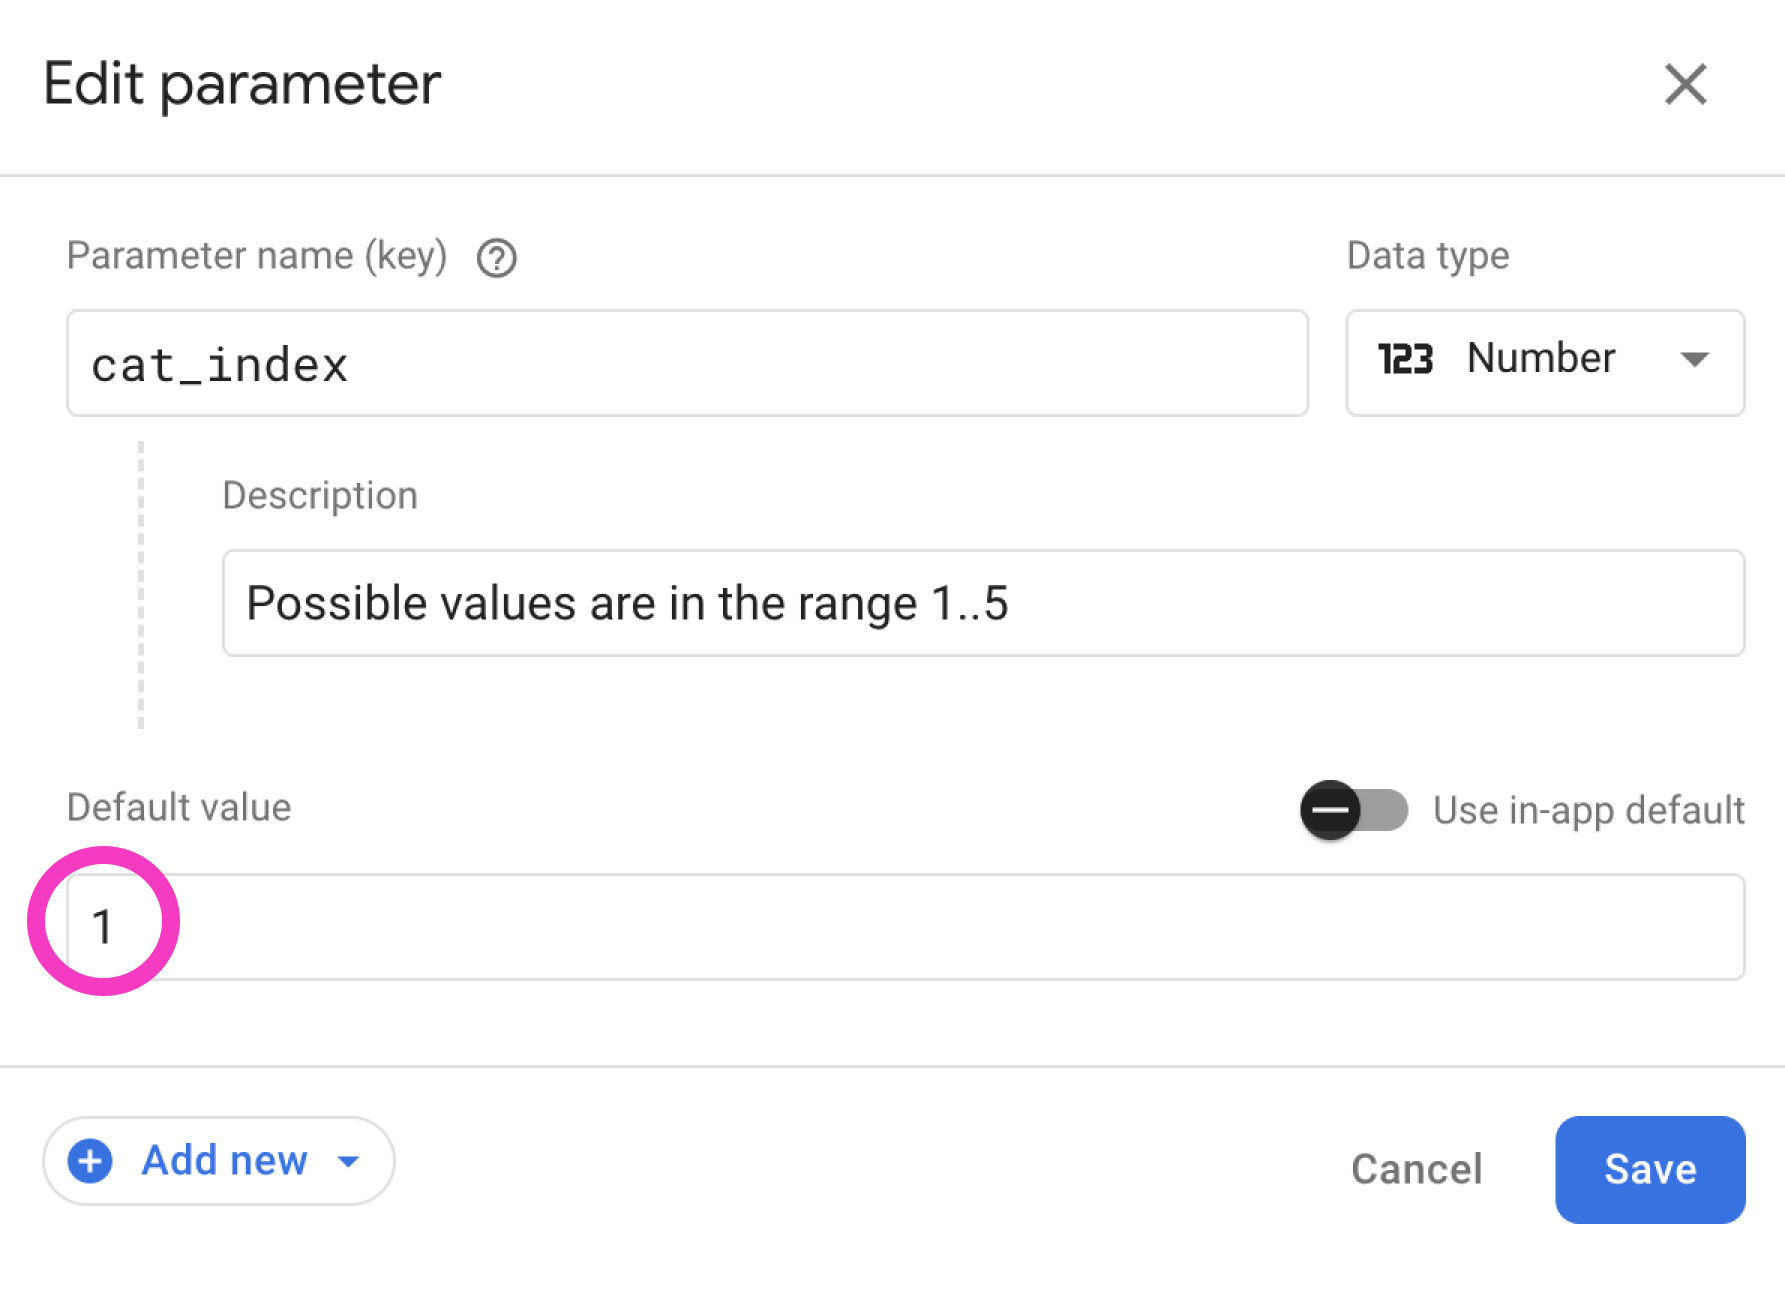 Edit parameter
Parameter name (key)
Data type
cat_index
123 Number
Description
Possible values are in the range 1..5
Default value
Use in-app default
1
Add new
Cancel
Save